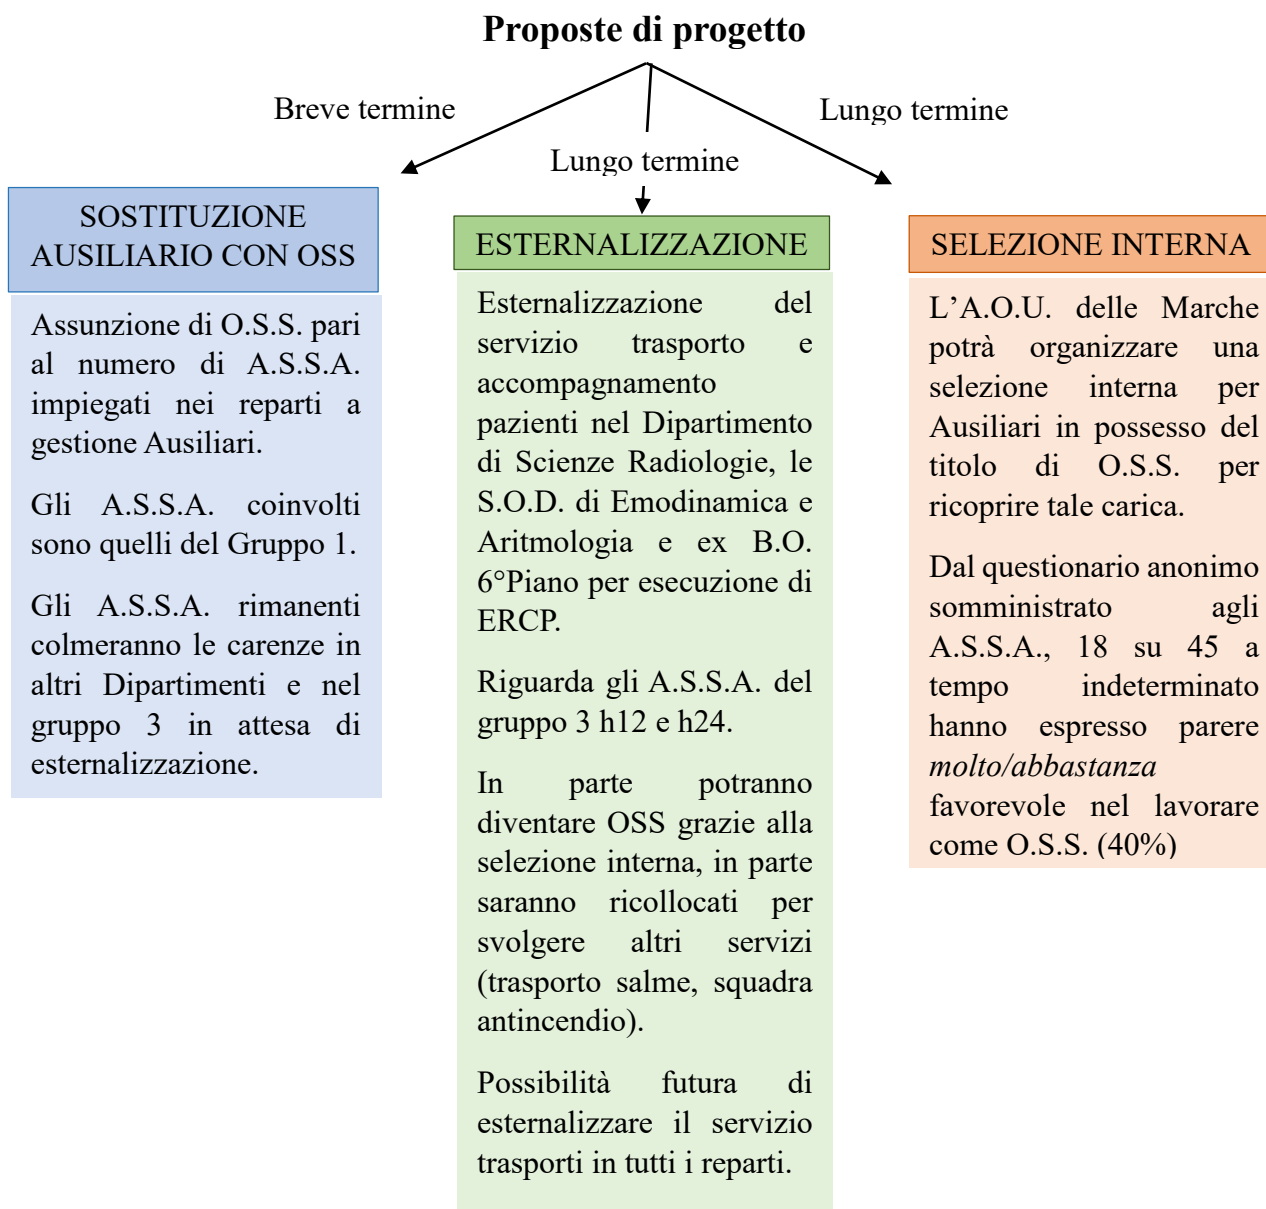 Proposte di progetto
Breve termine
Lungo termine
Lungo termine
SOSTITUZIONE
AUSILIARIO CON OSS
Assunzione di O.S.S. pari
al numero di A.S.S.A.
impiegati nei reparti a
gestione Ausiliari.
Gli A.S.S.A. coinvolti
sono quelli del Gruppo 1.
Gli A.S.S.A. rimanenti
colmeranno le carenze in
altri Dipartimenti e nel
gruppo 3 in attesa di
esternalizzazione.
ESTERNALIZZAZIONE
Esternalizzazione del
servizio trasporto e
accompagnamento
pazienti nel Dipartimento
di Scienze Radiologie, le
S.O.D. di Emodinamica e
Aritmologia e ex B.O.
6°Piano per esecuzione di
ERCP.
Riguarda gli A.S.S.A. del
gruppo 3 h12 e h24.
In parte potranno
diventare OSS grazie alla
selezione interna, in parte
saranno ricollocati per
svolgere altri servizi
(trasporto salme, squadra
antincendio).
Possibilità futura di
esternalizzare il servizio
trasporti in tutti i reparti.
SELEZIONE INTERNA
L’A.O.U. delle Marche
potrà organizzare una
selezione interna per
Ausiliari in possesso del
titolo di O.S.S. per
ricoprire tale carica.
Dal questionario anonimo
somministrato agli
A.S.S.A., 18 su 45 a
tempo indeterminato
hanno espresso parere
molto/abbastanza
favorevole nel lavorare
come O.S.S. (40%)